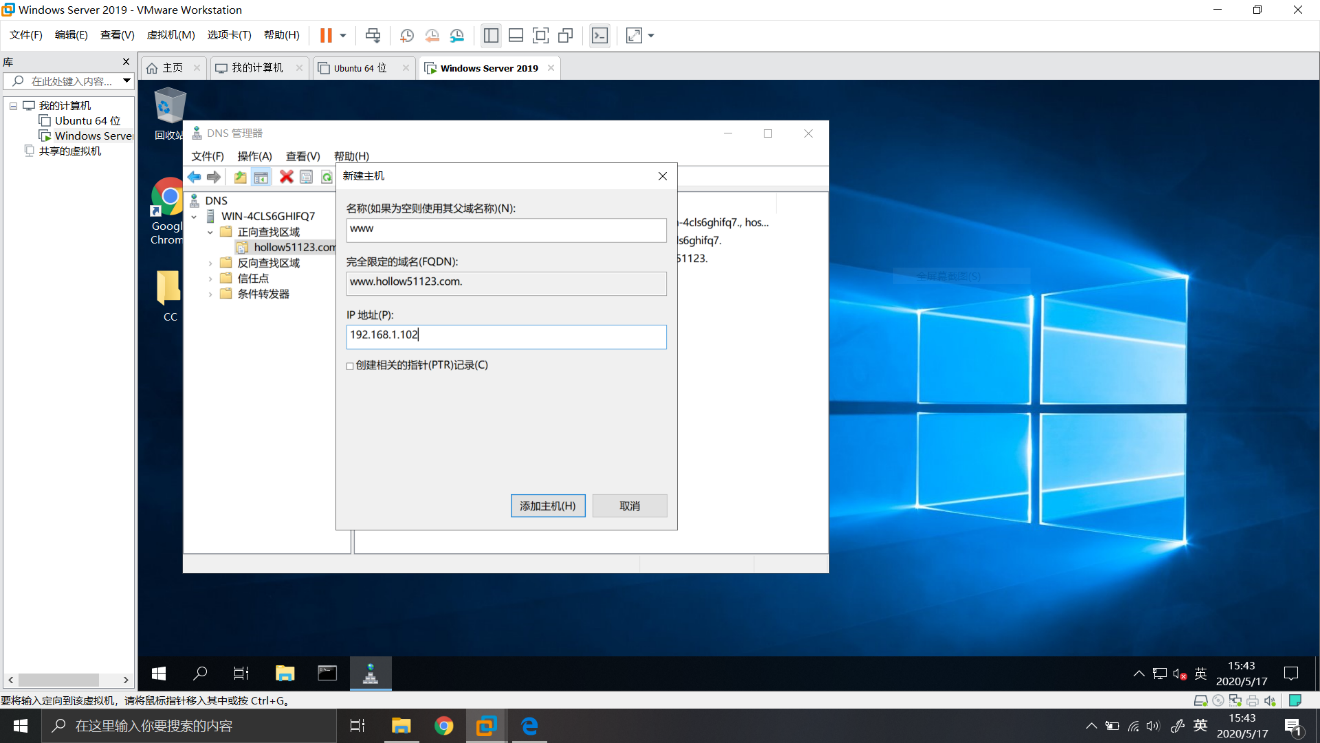 Windows Server 2019 - VMware Workstation
文件(F) 编辑(E) 查看(V) 虚拟机(M) 选项卡(T) 帮助(H)
库
主页 我的计算机 Ubuntu 64 位 Windows Server 2019
在此处键入内容...
我的计算机
Ubuntu 64 位
Windows Serve
共享的虚拟机
回收站
Googl
Chrom
CC
DNS 管理器
文件(F) 操作(A) 查看(V) 帮助(H)
DNS
WIN-4CLS6GHIFQ7
正向查找区域
hollow51123.com
反向查找区域
信任点
条件转发器
新建主机
名称(如果为空则使用其父域名称)(N):
www
完全限定的域名(FQDN):
www.hollow51123.com.
IP 地址(P):
192.168.1.102
创建相关的指针(PTR)记录(C)
添加主机(H) 取消
-4cls6ghifq7., hos...
ls6ghifq7.
51123.
英
15:43
2020/5/17
要将输入定向到该虚拟机，请将鼠标指针移入其中或按 Ctrl+G。
在这里输入你要搜索的内容
英
15:43
2020/5/17
1